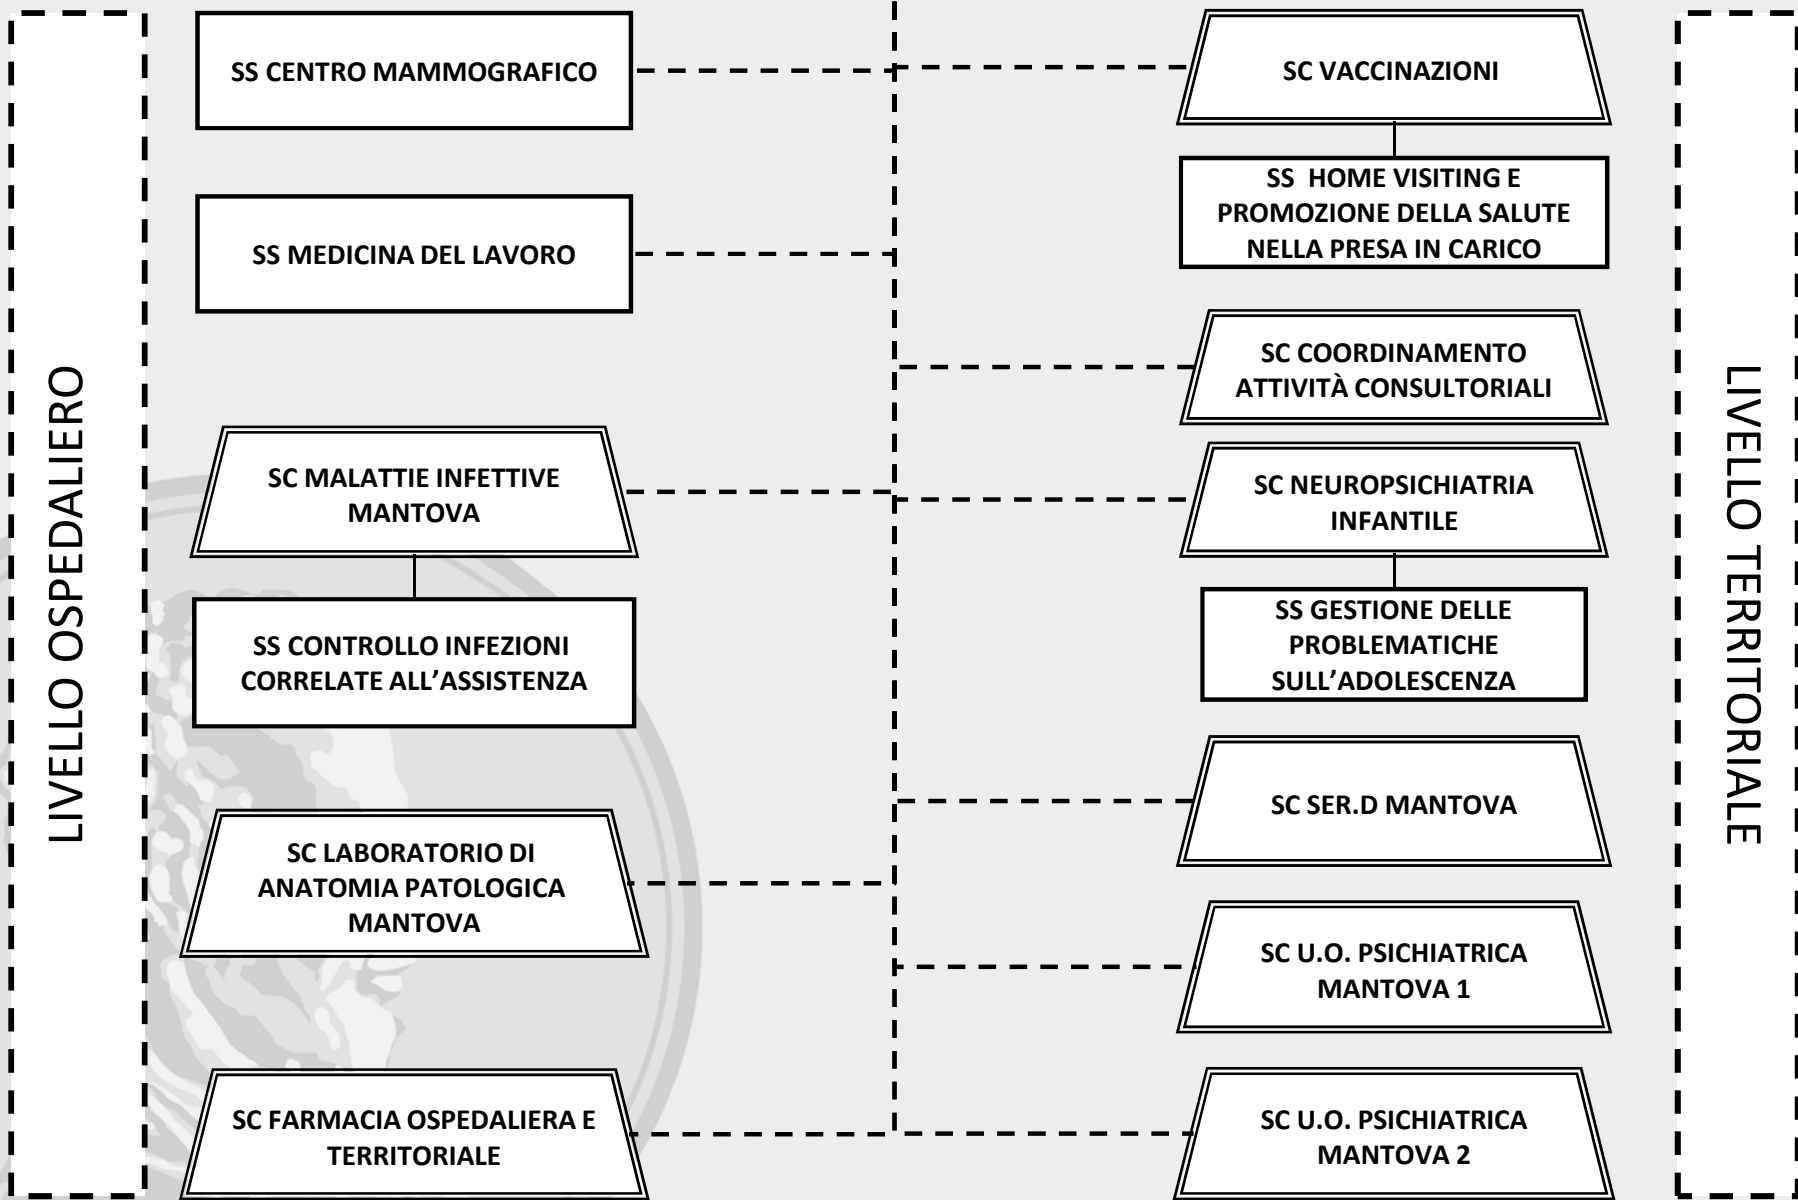 LIVELLO OSPEDALIERO
SS CENTRO MAMMOGRAFICO
SS MEDICINA DEL LAVORO
SC MALATTIE INFETTIVE
MANTOVA
SS CONTROLLO INFEZIONI
CORRELATE ALL’ASSISTENZA
SC LABORATORIO DI
ANATOMIA PATOLOGICA
MANTOVA
SC FARMACIA OSPEDALIERA E
TERRITORIALE
SC VACCINAZIONI
SS HOME VISITING E
PROMOZIONE DELLA SALUTE
NELLA PRESA IN CARICO
SC COORDINAMENTO
ATTIVITÀ CONSULTORIALI
SC NEUROPSICHIATRIA
INFANTILE
SS GESTIONE DELLE
PROBLEMATICHE
SULL’ADOLESCENZA
SC SER.D MANTOVA
SC U.O. PSICHIATRICA
MANTOVA 1
SC U.O. PSICHIATRICA
MANTOVA 2
LIVELLO TERRITORIALE